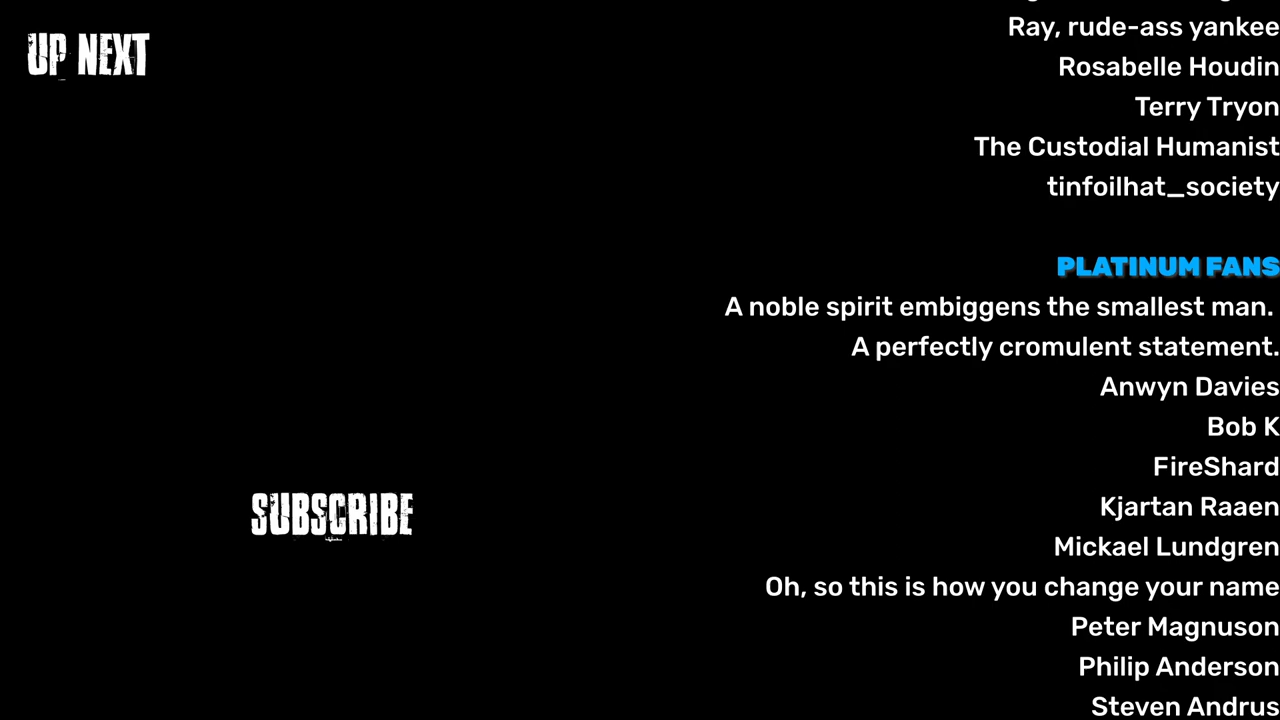 UP NEXT
Ray, rude-ass yankee
Rosabelle Houdin
Terry Tryon
The Custodial Humanist
tinfoilhat_society
PLATINUM FANS
A noble spirit embiggens the smallest man.
A perfectly cromulent statement.
Anwyn Davies
Bob K
FireShard
Kjartan Raaen
SUBSCRIBE
Mickael Lundgren
Oh, so this is how you change your name
Peter Magnuson
Philip Anderson
Steven Andrus